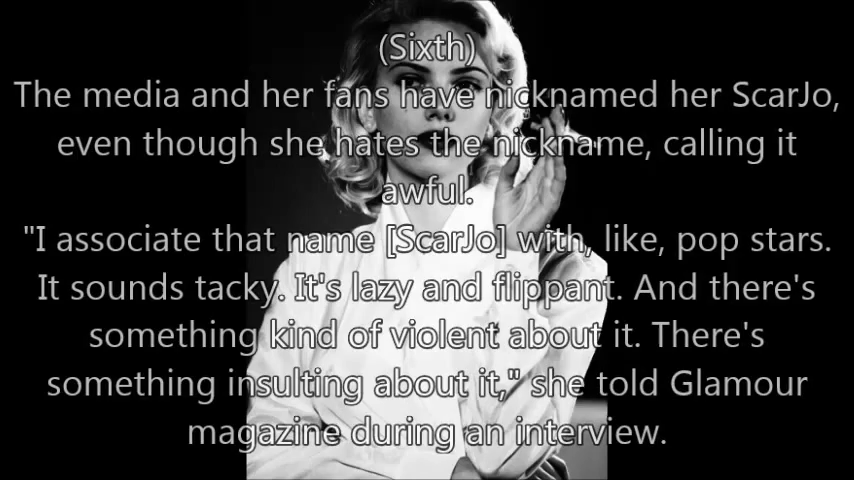 (Sixth)
The media and her fans have nicknamed her ScarJo,
even though she hates the nickname, calling it
awful.
"I associate that name [ScarJo] with, like, pop stars.
It sounds tacky. It's lazy and flippant. And there's
something kind of violent about it. There's
something insulting about it," she told Glamour
magazine during an interview.